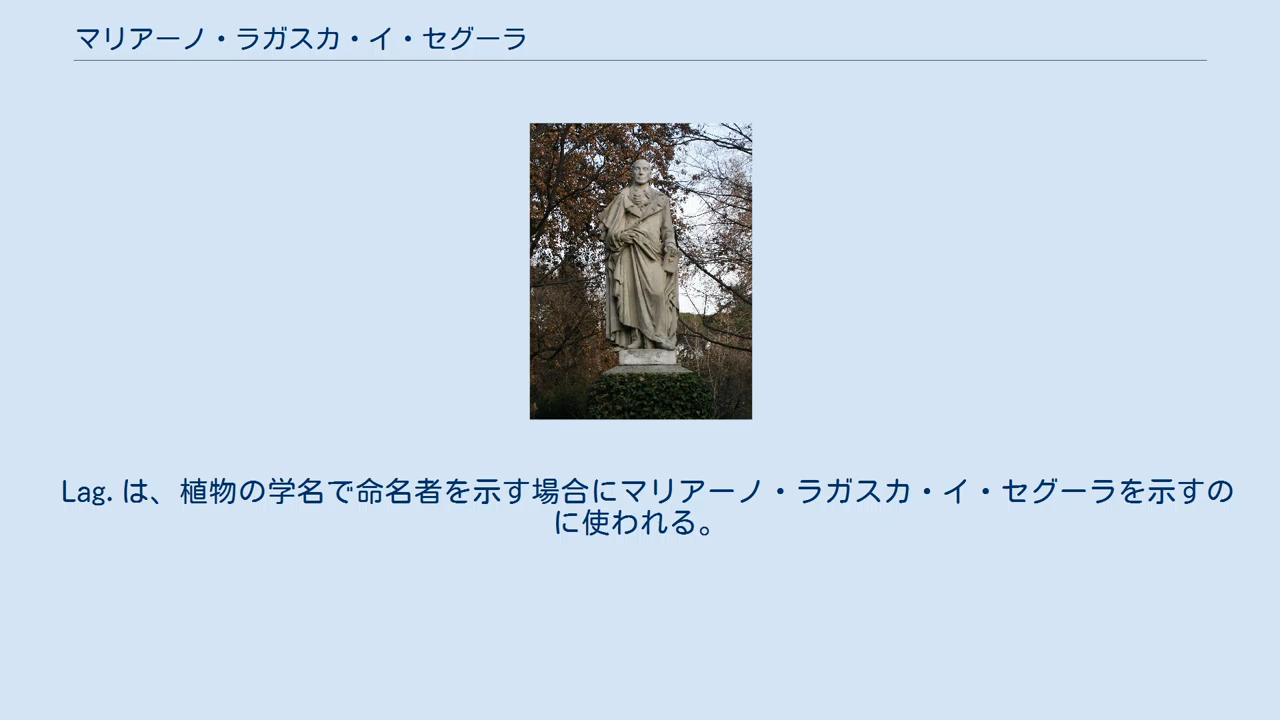 マリアーノ・ラガスカ・イ・セグーラ
Lag. は、植物の学名で命名者を示す場合にマリアーノ・ラガスカ・イ・セグーラを示すの
に使われる。